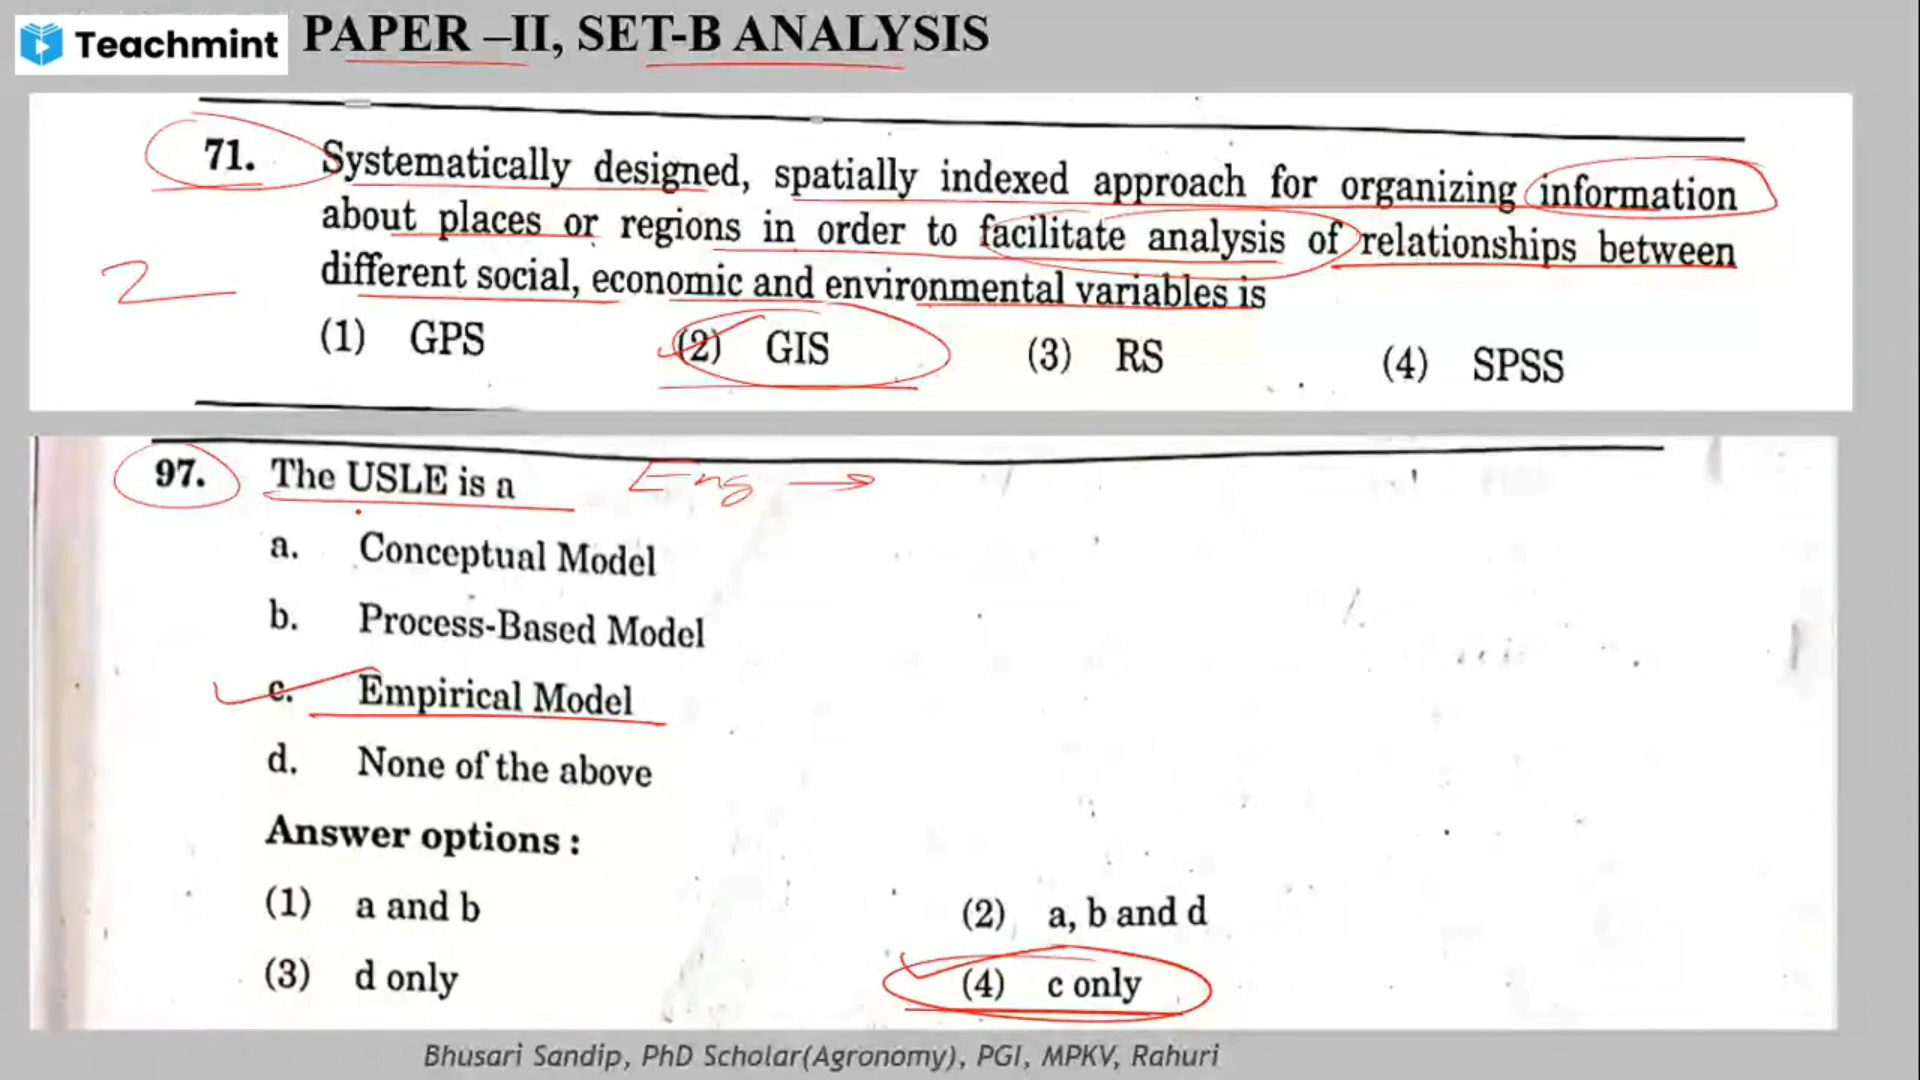 Teachmint PAPER –II, SET-B ANALYSIS
71. Systematically designed, spatially indexed approach for organizing information
about places or regions in order to facilitate analysis of relationships between
2
different social, economic and environmental variables is
(1) GPS (2) GIS (3) RS (4) SPSS
97. The USLE is a Eng →
a. Conceptual Model
b. Process-Based Model
c. Empirical Model
d. None of the above
Answer options :
(1) a and b (2) a, b and d
(3) d only (4) c only
Bhusari Sandip, PhD Scholar(Agronomy), PGI, MPKV, Rahuri